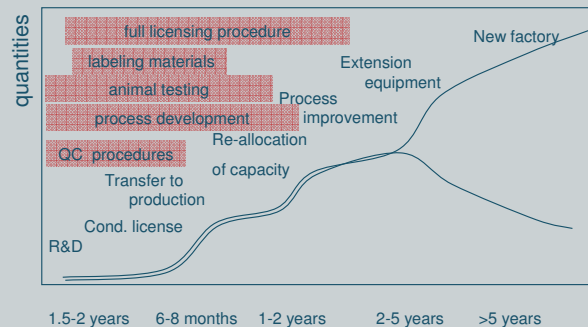 quantities
full licensing procedure
labeling materials
animal testing
process development
QC procedures
New factory
Extension
equipment
Process
improvement
Re-allocation
of capacity
Transfer to
production
Cond. license
R&D
1.5-2 years
6-8 months
1-2 years
2-5 years
>5 years